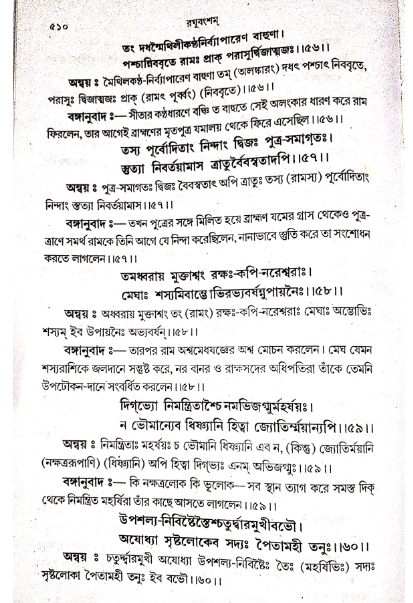 ৫১০
রঘুবংশম্
তং দধন্মৈথিলীকণ্ঠনির্ব্যাপারেণ বাহুনা।
পশ্চান্নিববৃতে রামঃ প্রাক্ পরাসুর্দ্বিজাত্মজঃ।।৫৬।।
অন্বয় ঃ মৈথিলকণ্ঠ-নির্ব্যাপারেণ বাহুনা তম্ (আলঙ্কারং) দধৎ পশ্চাৎ নিববৃতে,
পরাসুঃ দ্বিজাত্মজঃ প্রাক্ (রামৎ পূর্ব্বং) (নিববৃতে)।।৫৬।।
বঙ্গানুবাদ ঃ— সীতার কণ্ঠধারণে বঞ্চি ত বাহুতে সেই অলংকার ধারণ করে রাম
ফিরলেন, তার আগেই ব্রাহ্মণের মৃতপুত্র যমালয় থেকে ফিরে এসেছিল।।৫৬।।
তস্য পূর্বোদিতাং নিন্দাং দ্বিজঃ পুত্র-সমাগতঃ।
স্তুত্যা নিবর্তয়ামাস ত্রাতুর্বৈবস্বতাদপি।।৫৭।।
অন্বয় ঃ পুত্র-সমাগতঃ দ্বিজঃ বৈবস্বতাৎ অপি ত্রাতুঃ তস্য (রামস্য) পূর্বোদিতাং
নিন্দাং স্তত্যা নিবর্ত্তয়ামাস।।৫৭।।
বঙ্গানুবাদ ঃ— তখন পুত্রের সঙ্গে মিলিত হয়ে ব্রাহ্মণ যমের গ্রাস থেকেও পুত্র-
ত্রাণে সমর্থ রামকে তিনি আগে যে নিন্দা করেছিলেন, নানাভাবে স্তুতি করে তা সংশোধন
করতে লাগলেন।।৫৭।।
তমধ্বরায় মুক্তাশ্বং রক্ষঃ-কপি-নরেশ্বরাঃ।
মেঘাঃ শস্যমিবাম্ভোভিরভ্যবর্ষন্নুপায়নৈঃ।।৫৮।।
অন্বয় ঃ অধ্বরায় মুক্তাশ্বং তং (রামং) রক্ষঃ-কপি-নরেশ্বরাঃ মেঘাঃ অম্ভোভিঃ
শস্যম্ ইব উপায়নৈঃ অভ্যবর্ষন্।।৫৮।।
বঙ্গানুবাদ ঃ— তারপর রাম অশ্বমেধযজ্ঞের অশ্ব মোচন করলেন। মেঘ যেমন
শস্যরাশিকে জলদানে সন্তুষ্ট করে, নর বানর ও রাক্ষসদের অধিপতিরা তাঁকে তেমনি
উপঢৌকন-দানে সংবর্ধিত করলেন।।৫৮।।
দিগ্ভ্যো নিমন্ত্রিতাশ্চৈ নমভিজগ্মুর্মহর্ষয়ঃ।
ন ভৌমান্যেব ধিষ্ণ্যানি হিত্বা জ্যোতির্ম্ময়ান্যপি।।৫৯।।
অন্বয় ঃ নিমন্ত্রিতাঃ মহর্ষয়ঃ চ ভৌমানি ধিষ্ণ্যানি এব ন, (কিন্তু) জ্যোতির্ময়ানি
(নক্ষত্ররূপাণি) (ধিষ্ণ্যানি) অপি হিত্বা দিগ্ভ্যঃ এনম্ অভিজগ্মুঃ।।৫৯।।
বঙ্গানুবাদ ঃ— কি নক্ষত্রলোক কি ভূলোক—সব স্থান ত্যাগ করে সমস্ত দিক্
থেকে নিমন্ত্রিত মহর্ষিরা তাঁর কাছে আসতে লাগলেন।।৫৯।।
উপশল্য-নিবিষ্টৈস্তৈশ্চতুর্দ্বারমুখীবভৌ।
অযোধ্যা সৃষ্টলোকেব সদ্যঃ পৈতামহী তনুঃ।।৬০।।
অন্বয় ঃ চতুর্দ্দারমুখী অযোধ্যা উপশল্য-নিবিষ্টৈঃ তৈঃ (মহর্ষিভিঃ) সদ্যঃ
সৃষ্টলোকা পৈতামহী তনুঃ ইব বভৌ।।৬০।।